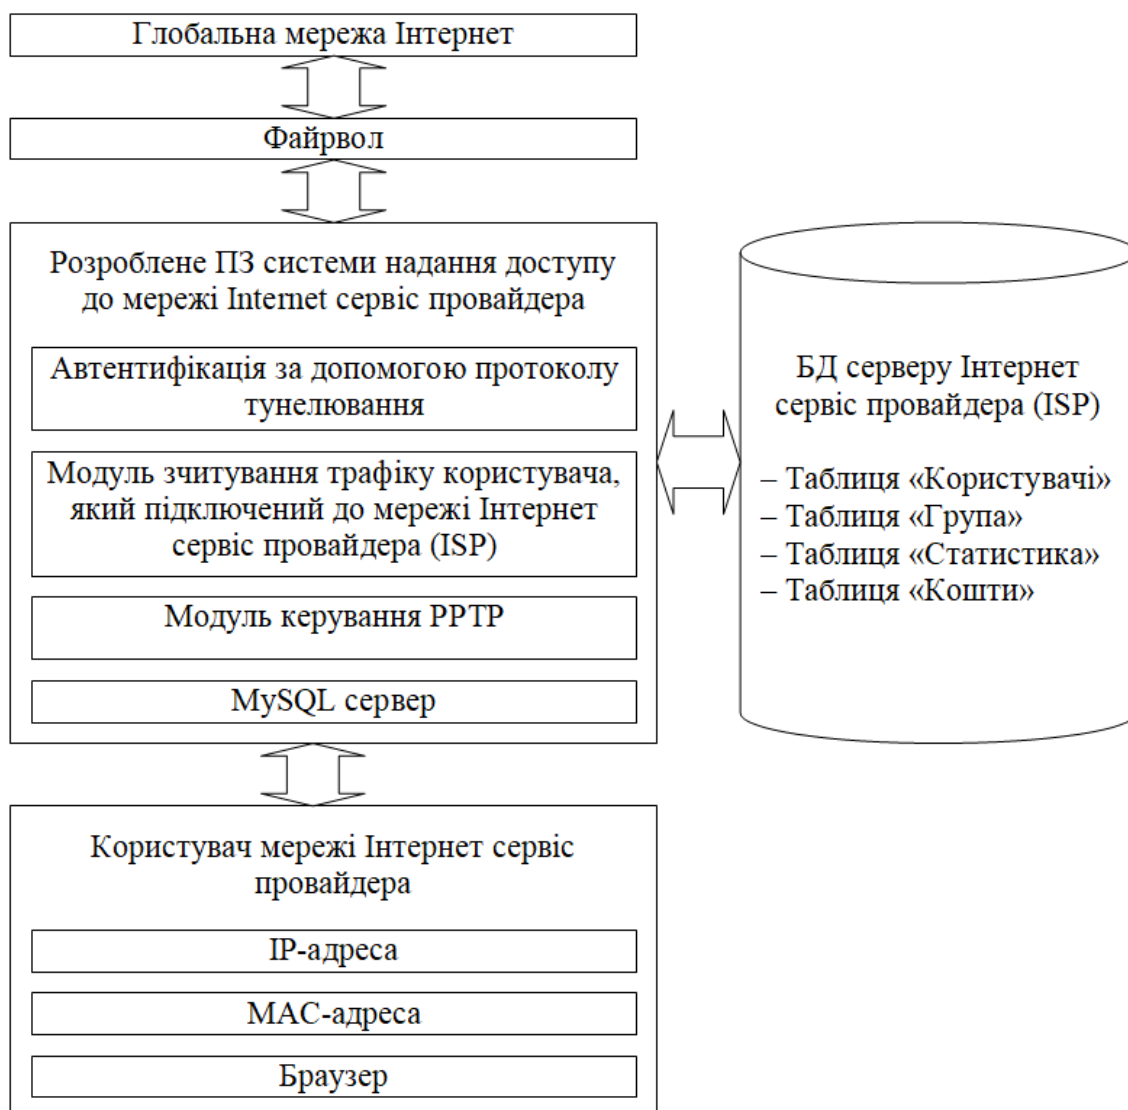 Глобальна мережа Інтернет
Файрвол
Розроблене ПЗ системи надання доступу
до мережі Internet сервіс провайдера
Автентифікація за допомогою протоколу
тунелювання
Модуль зчитування трафіку користувача,
який підключений до мережі Інтернет
сервіс провайдера (ISP)
Модуль керування PPTP
MySQL сервер
БД серверу Інтернет
сервіс провайдера (ISP)
– Таблиця «Користувачі»
– Таблиця «Група»
– Таблиця «Статистика»
– Таблиця «Кошти»
Користувач мережі Інтернет сервіс
провайдера
IP-адреса
MAC-адреса
Браузер